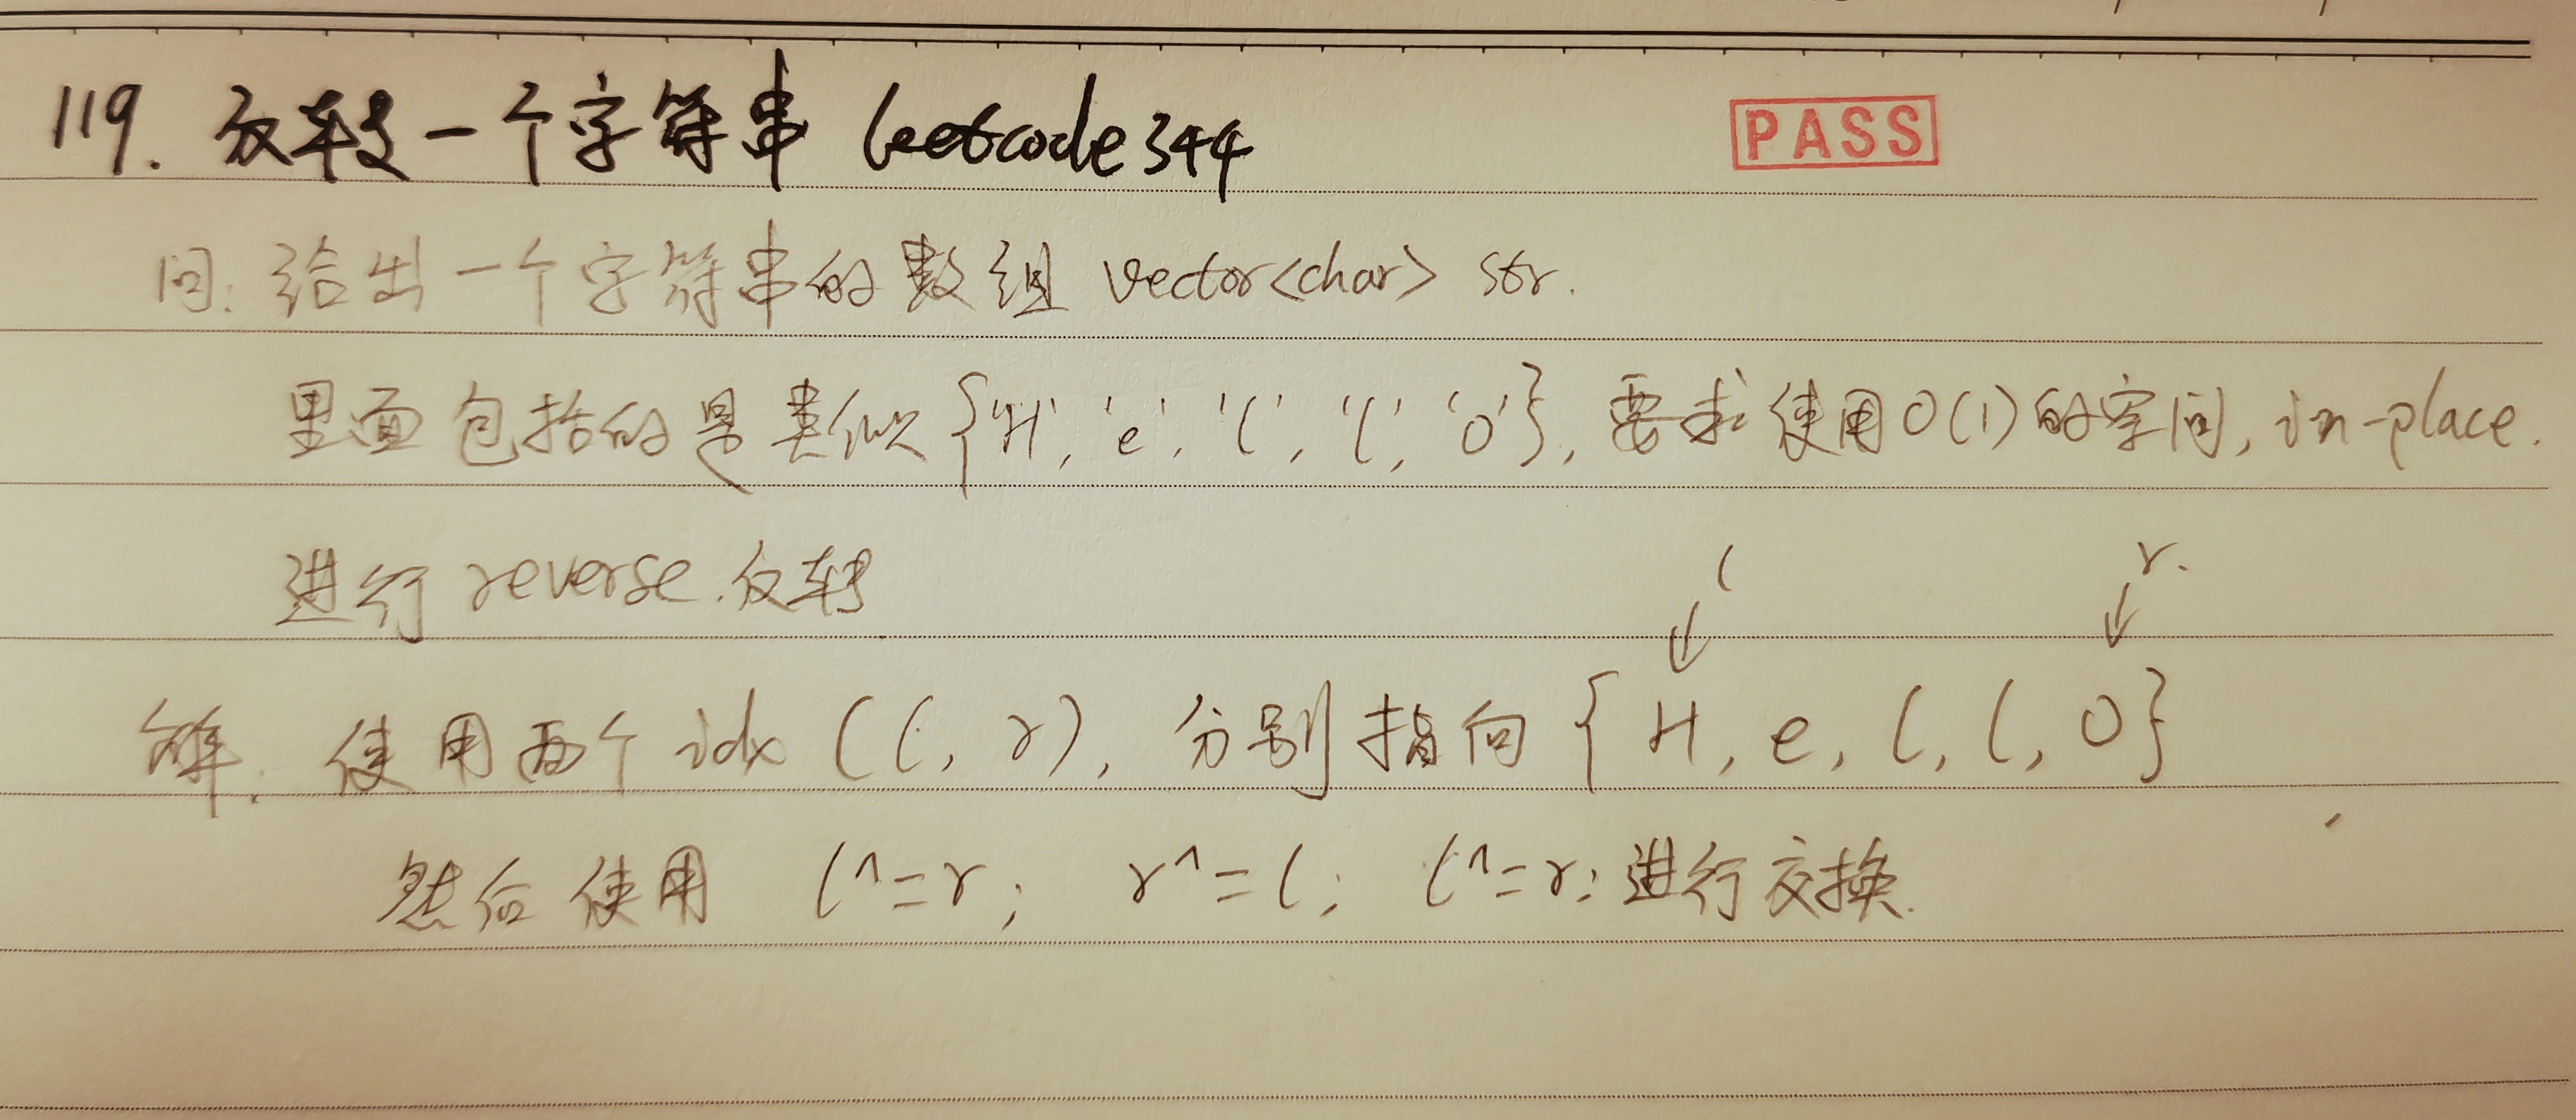 119. 反转一个字符串 leetcode 344
PASS
问: 给出一个字符串的数组 vector<char> str.
里面包括的是类似{'H', 'e', 'l', 'l', 'o'}, 要求使用O(1)的空间, in-place.
进行 reverse. 反转
l r.
解. 使用两个 idx (l, r), 分别指向 { H, e, l, l, o}
然后使用 l^=r; r^=l; l^=r; 进行交换.